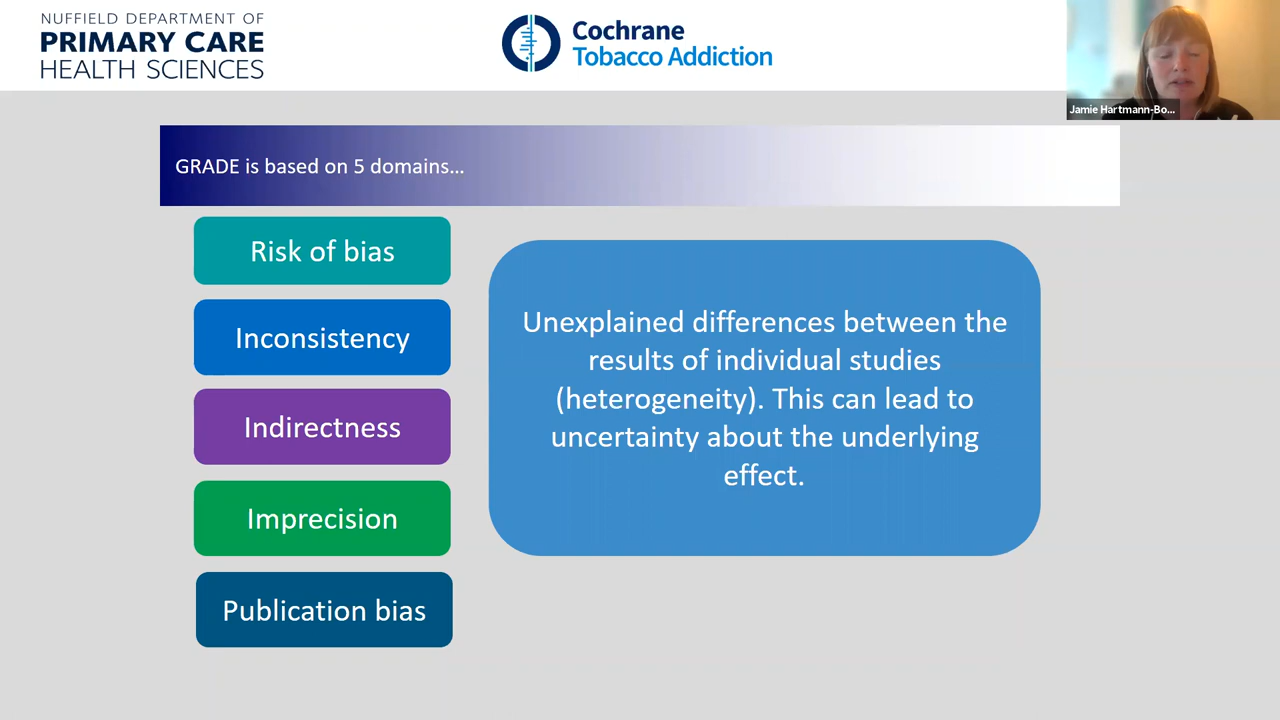 NUFFIELD DEPARTMENT OF
PRIMARY CARE
HEALTH SCIENCES
Cochrane
Tobacco Addiction
Jamie Hartmann-Bo...
GRADE is based on 5 domains...
Risk of bias
Inconsistency
Indirectness
Imprecision
Publication bias
Unexplained differences between the
results of individual studies
(heterogeneity). This can lead to
uncertainty about the underlying
effect.